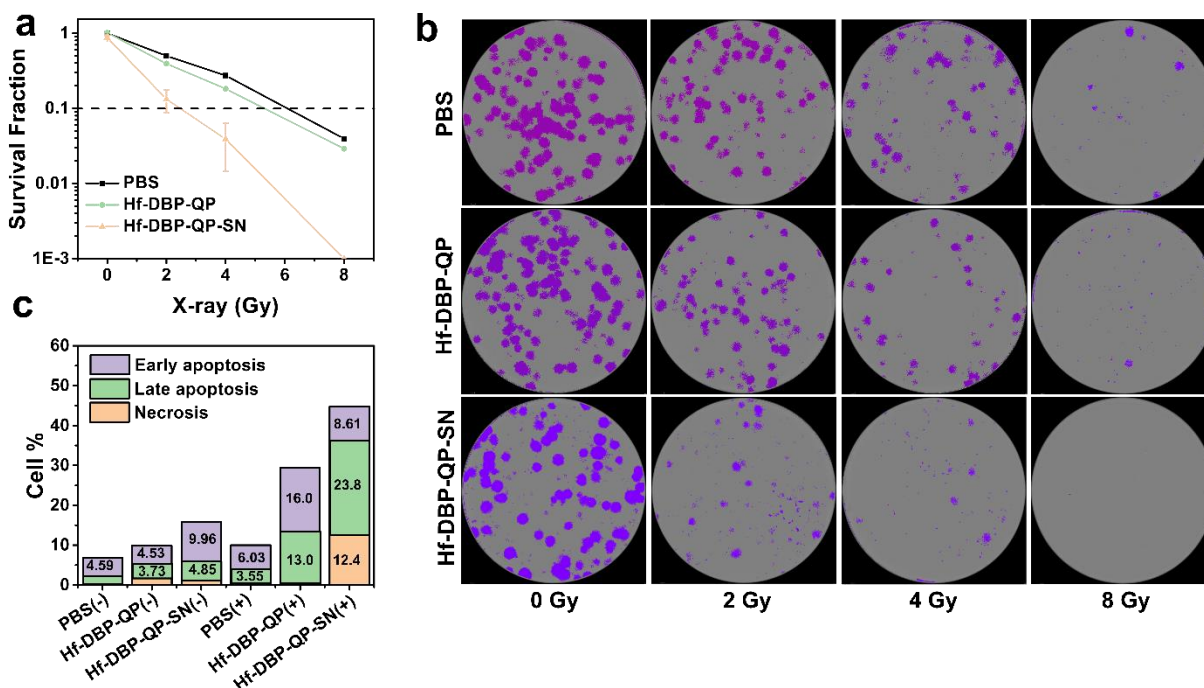 a
Survival Fraction
1
0.1
0.01
1E-3
PBS
Hf-DBP-QP
Hf-DBP-QP-SN
0 2 4 8
X-ray (Gy)
b
PBS
Hf-DBP-QP
Hf-DBP-QP-SN
0 Gy 2 Gy 4 Gy 8 Gy
c
Cell %
60
50
40
30
20
10
0
Early apoptosis
Late apoptosis
Necrosis
4.59
4.53
3.73
9.96
4.85
6.03
3.55
16.0
13.0
8.61
23.8
12.4
PBS(-)
Hf-DBP-QP(-)
Hf-DBP-QP-SN(-)
PBS(+)
Hf-DBP-QP(+)
Hf-DBP-QP-SN(+)